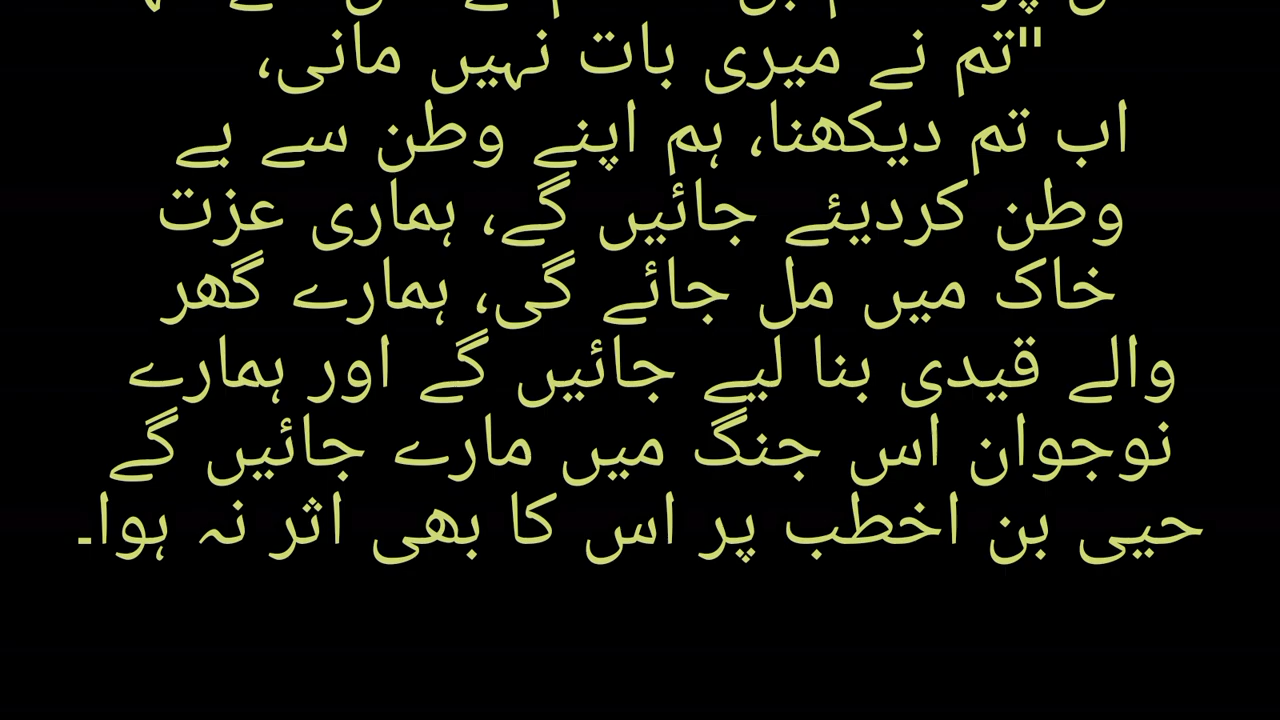 "تم نے میری بات نہیں مانی،
اب تم دیکھنا، ہم اپنے وطن سے بے
وطن کردیئے جائیں گے، ہماری عزت
خاک میں مل جائے گی، ہمارے گھر
والے قیدی بنا لیے جائیں گے اور ہمارے
نوجوان اس جنگ میں مارے جائیں گے
حیی بن اخطب پر اس کا بھی اثر نہ ہوا۔